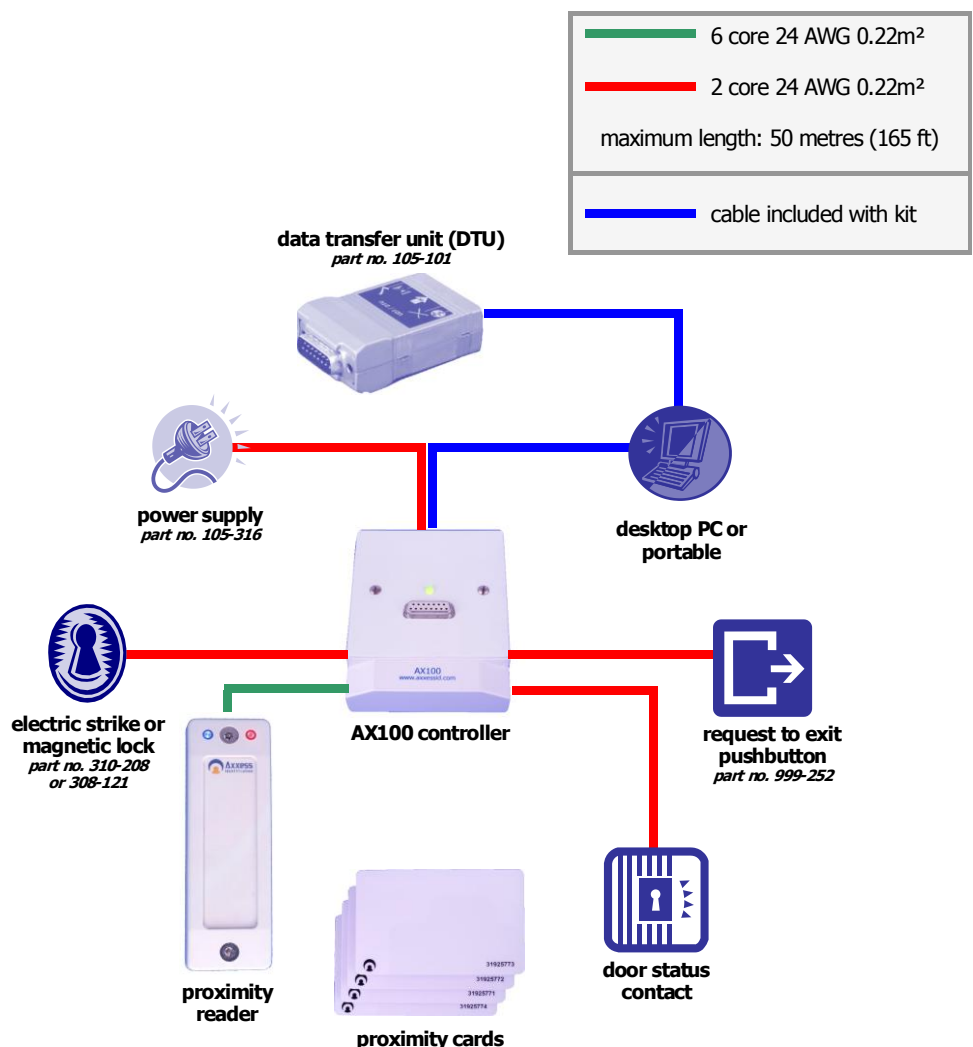 6 core 24 AWG 0.22m²
2 core 24 AWG 0.22m²
maximum length: 50 metres (165 ft)
cable included with kit
data transfer unit (DTU)
part no. 105-101
power supply
part no. 105-316
desktop PC or
portable
AX100
www.axxessid.com
AX100 controller
electric strike or
magnetic lock
part no. 310-208
or 308-121
request to exit
pushbutton
part no. 999-252
AXXESS
proximity
reader
31925773
31925772
31925771
31925774
proximity cards
door status
contact